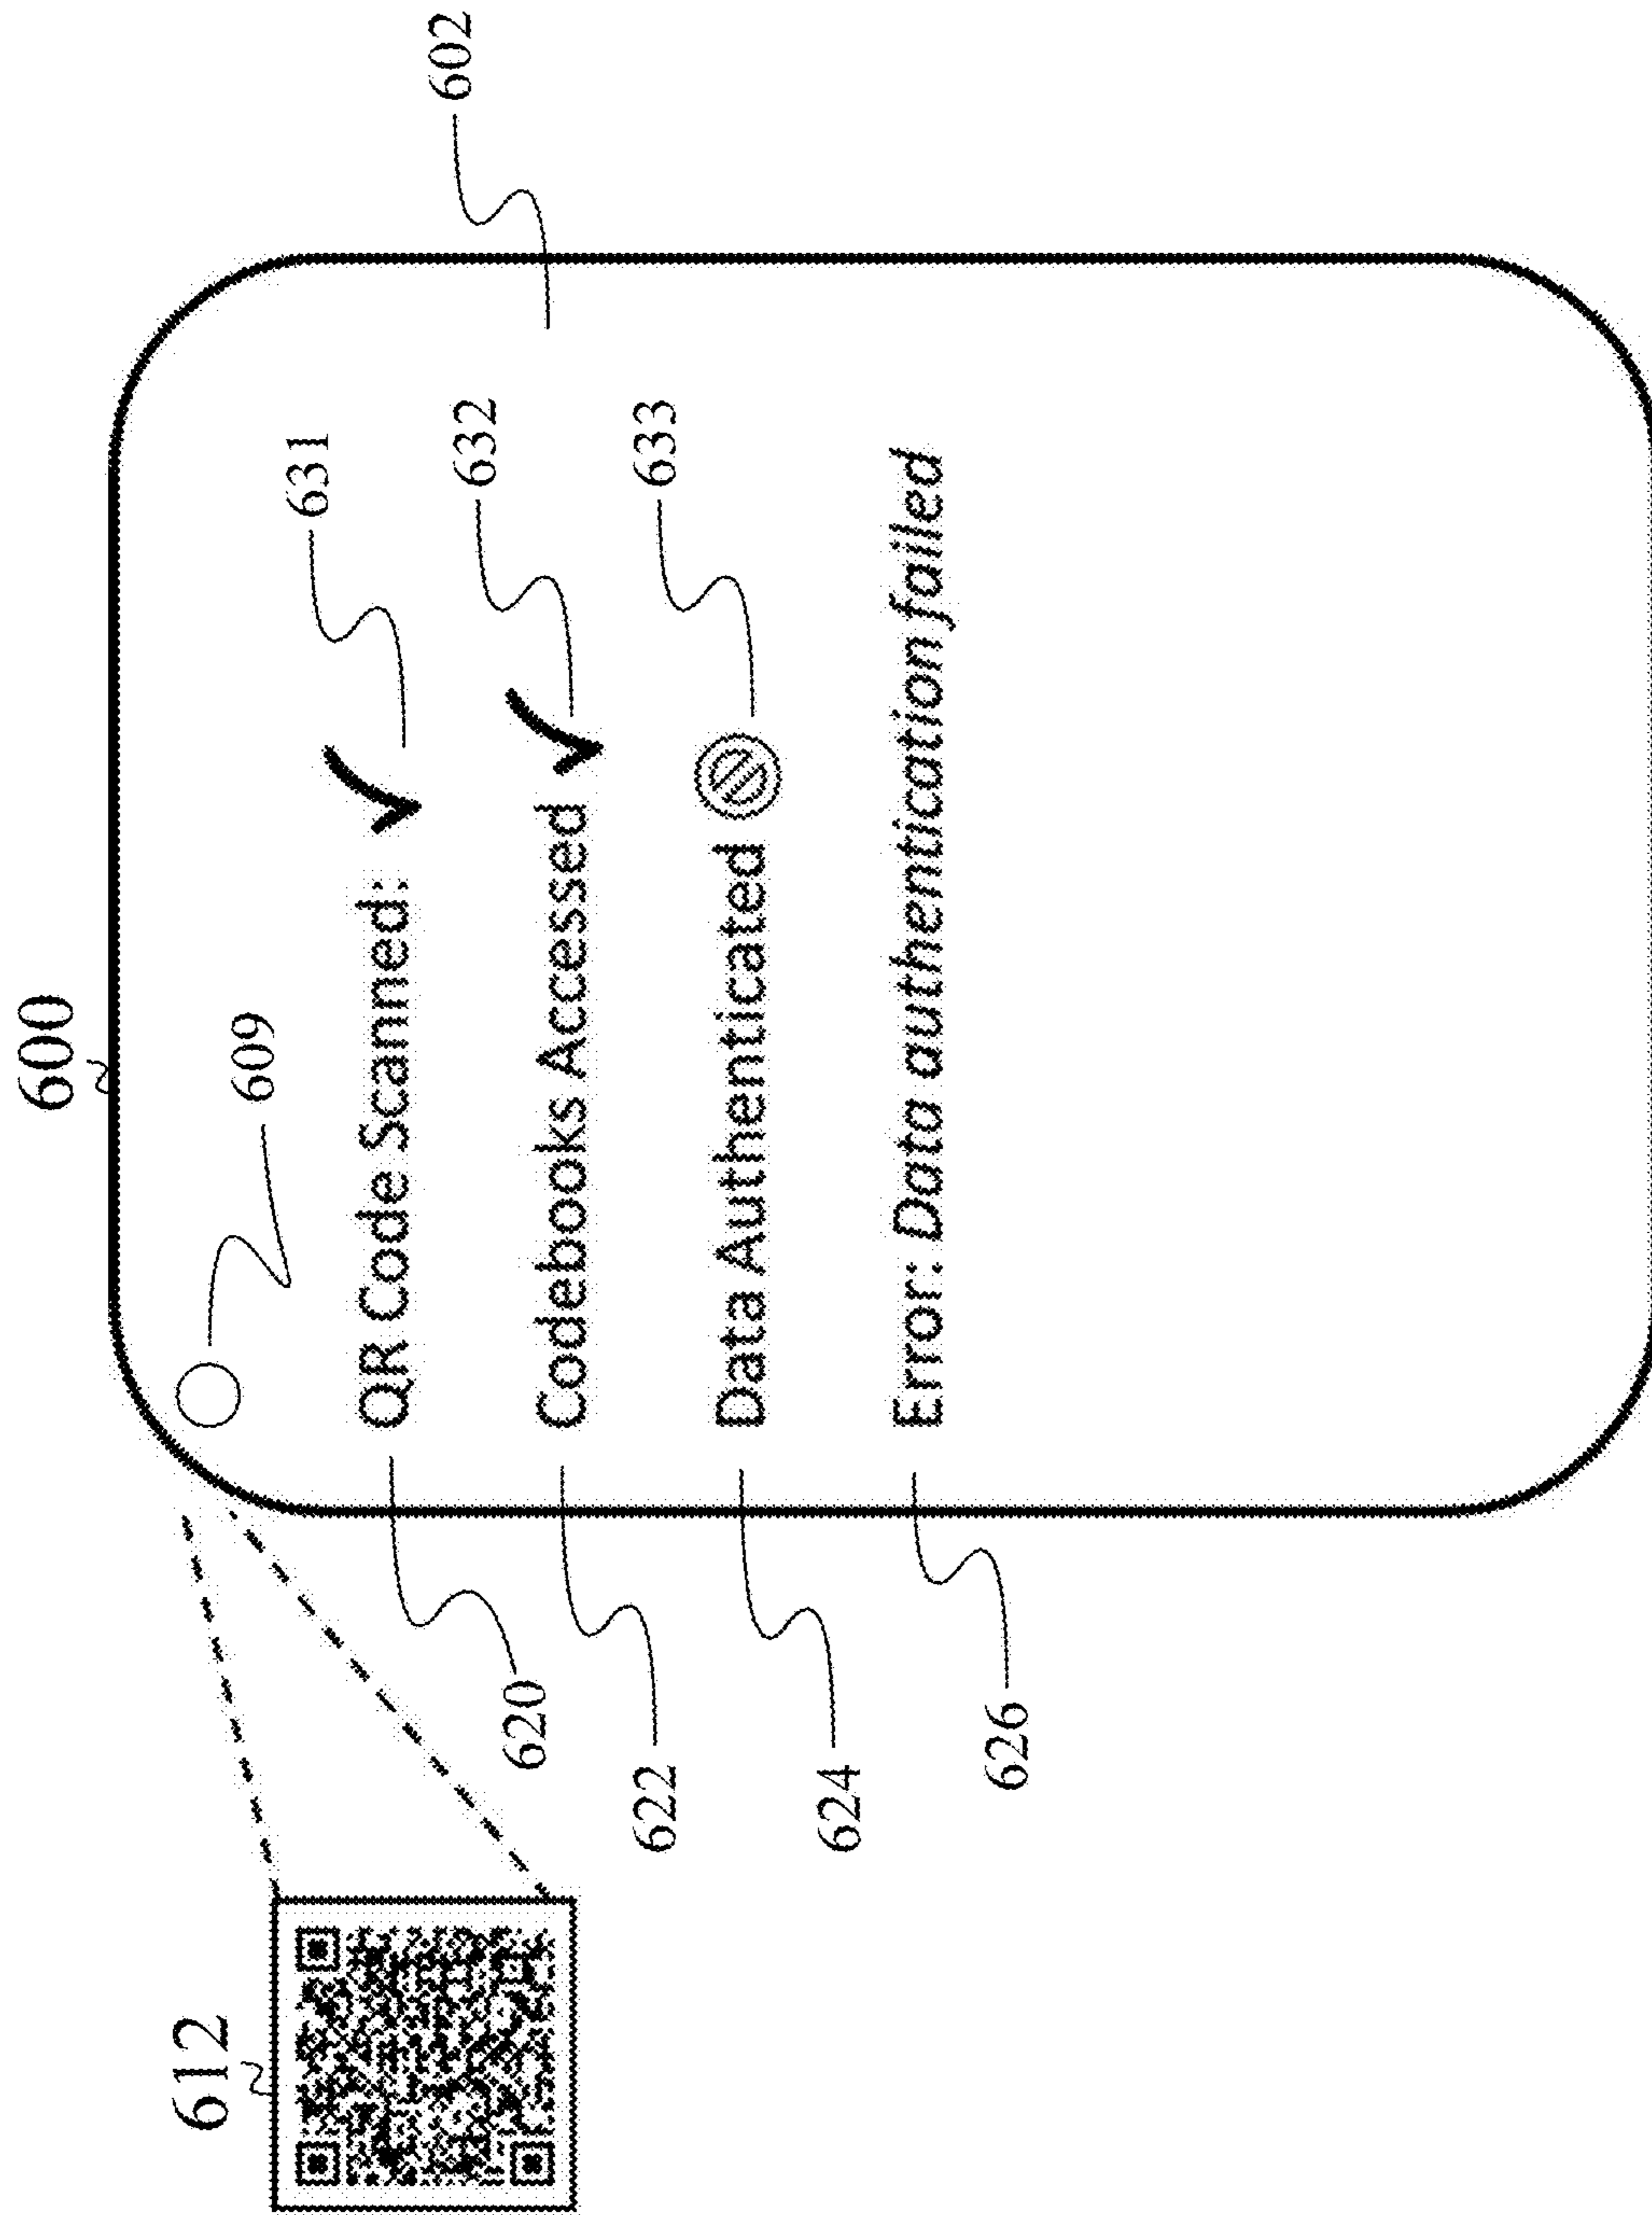 600
612
609
602
QR Code Scanned:
631
Codebooks Accessed
632
Data Authenticated
633
Error: Data authentication failed
620
622
624
626